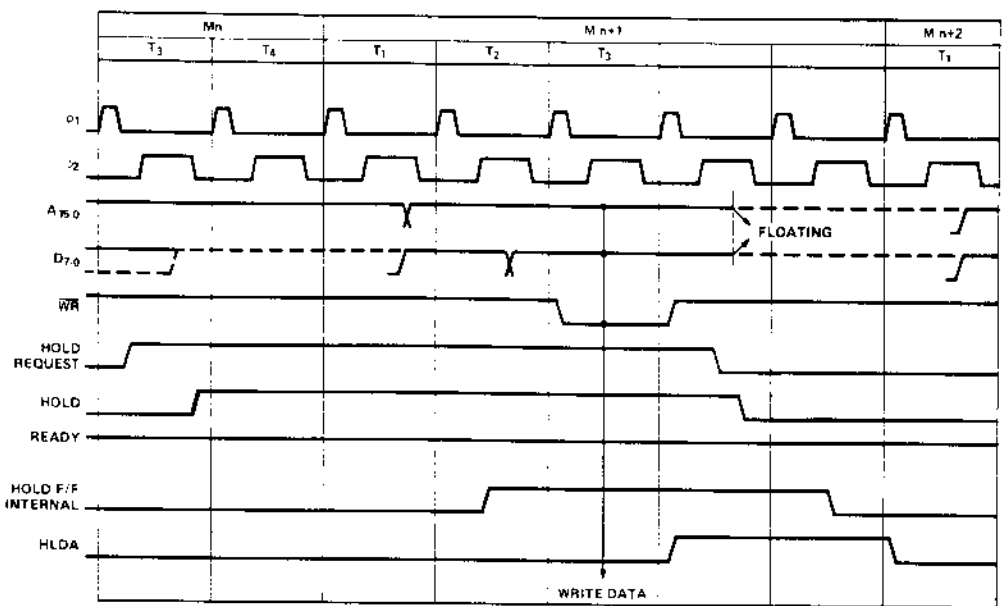 Mn M n+1 M n+2
T3 T4 T1 T2 T3 T1
A15-0
FLOATING
D7-0
WR
HOLD
REQUEST
HOLD
READY
HOLD F/F
INTERNAL
HLDA
WRITE DATA